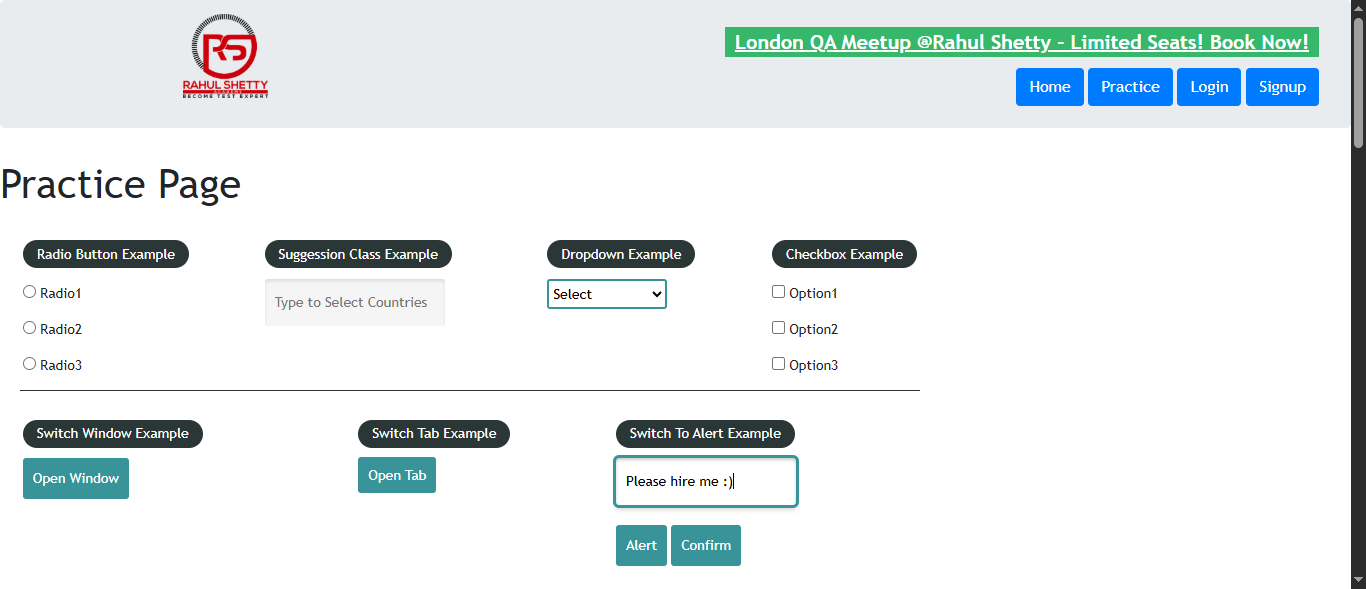 RS
RAHUL SHETTY
ACADEMY
BECOME TEST EXPERT
London QA Meetup @Rahul Shetty - Limited Seats! Book Now!
Home Practice Login Signup
Practice Page
Radio Button Example Suggession Class Example Dropdown Example Checkbox Example
Radio1 Type to Select Countries Select Option1
Radio2 Option2
Radio3 Option3
Switch Window Example Switch Tab Example Switch To Alert Example
Open Window Open Tab Please hire me :)
Alert Confirm